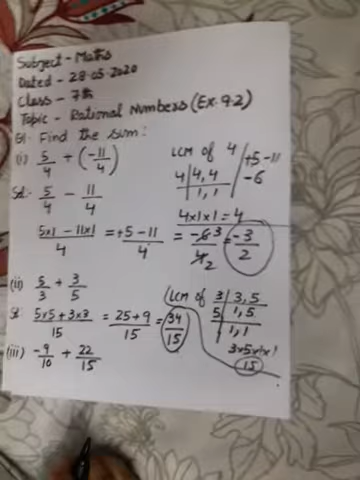 Subject - Maths
Dated - 28-05-2020
Class - 7th
Topic - Rational Numbers (Ex. 9.2)
Q1. Find the sum:
(i) 5/4 + (-11/4)
LCM of 4
4 | 4, 4
1, 1
+5 - 11
-6
4×1×1 = 4
Sol:- 5/4 - 11/4
5×1 - 11×1/4 = +5 - 11/4 = -6 3/4 2 = -3/2
(ii) 5/3 + 3/5
(LCM of 3 | 3, 5
5 | 1, 5
1, 1
3×5×1×1
15
5×5 + 3×3/15 = 25 + 9/15 = 34/15
(iii) -9/10 + 22/15